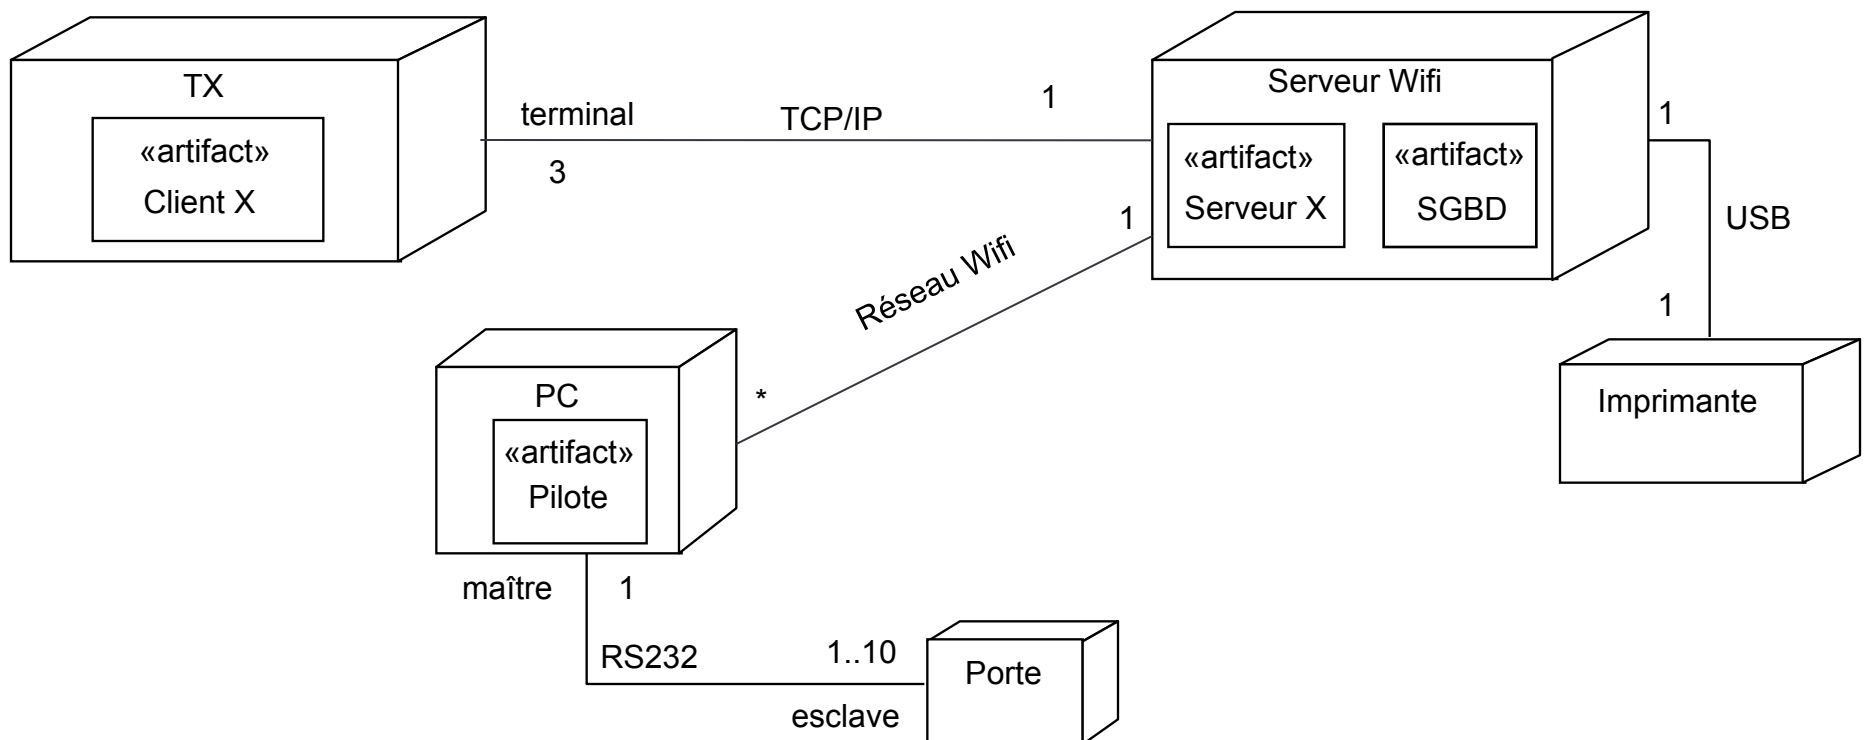 TX
«artifact»
Client X
terminal
3
TCP/IP
1
Serveur Wifi
«artifact»
Serveur X
«artifact»
SGBD
1
USB
1
Imprimante
1
Réseau Wifi
*
PC
«artifact»
Pilote
maître
1
RS232
1..10
esclave
Porte